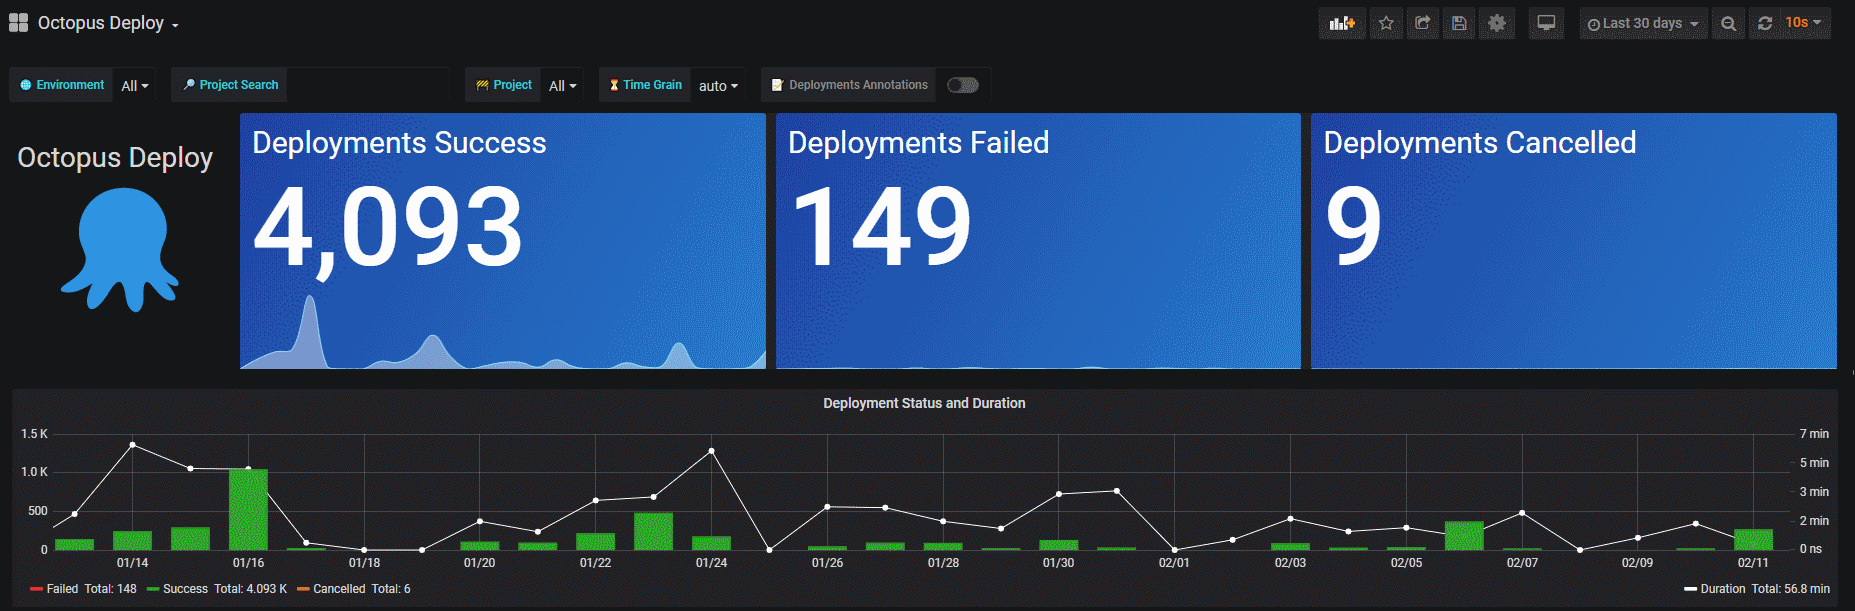 Octopus Deploy
Last 30 days
10s
Environment All
Project Search
Project All
Time Grain auto
Deployments Annotations
Octopus Deploy
Deployments Success
4,093
Deployments Failed
149
Deployments Cancelled
9
Deployment Status and Duration
1.5 K
1.0 K
500
0
7 min
5 min
3 min
2 min
0 ns
01/14 01/16 01/18 01/20 01/22 01/24 01/26 01/28 01/30 02/01 02/03 02/05 02/07 02/09 02/11
Failed Total: 148 Success Total: 4.093 K Cancelled Total: 6
Duration Total: 56.8 min